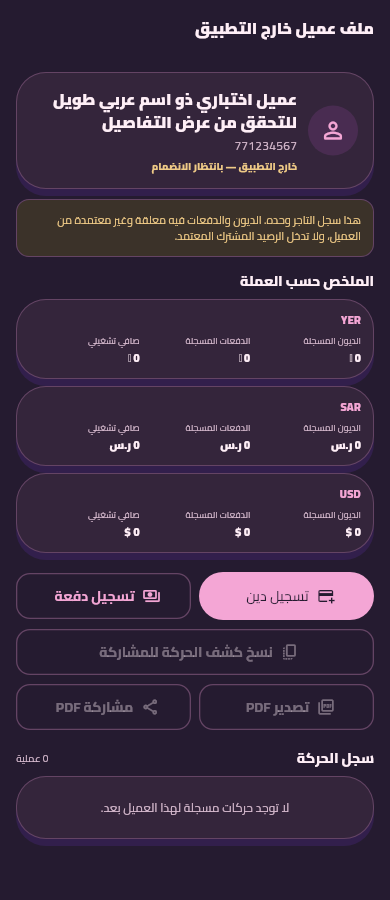 ملف عميل خارج التطبيق
عميل اختباري ذو اسم عربي طويل
للتحقق من عرض التفاصيل
771234567
خارج التطبيق — بانتظار الانضمام
هذا سجل التاجر وحده. الديون والدفعات فيه معلقة وغير معتمدة من
العميل، ولا تدخل الرصيد المشترك المعتمد.
الملخص حسب العملة
YER
الديون المسجلة الدفعات المسجلة صافي تشغيلي
0 0 0
SAR
الديون المسجلة الدفعات المسجلة صافي تشغيلي
0 ر.س 0 ر.س 0 ر.س
USD
الديون المسجلة الدفعات المسجلة صافي تشغيلي
0 $ 0 $ 0 $
تسجيل دين تسجيل دفعة
نسخ كشف الحركة للمشاركة
تصدير PDF مشاركة PDF
سجل الحركة 0 عملية
لا توجد حركات مسجلة لهذا العميل بعد.